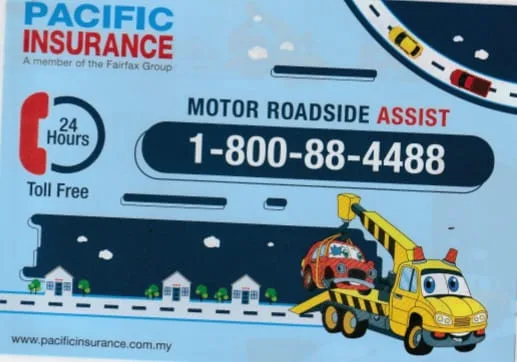 PACIFIC
INSURANCE
A member of the Fairfax Group
24
Hours
Toll Free
MOTOR ROADSIDE ASSIST
1-800-88-4488
www.pacificinsurance.com.my